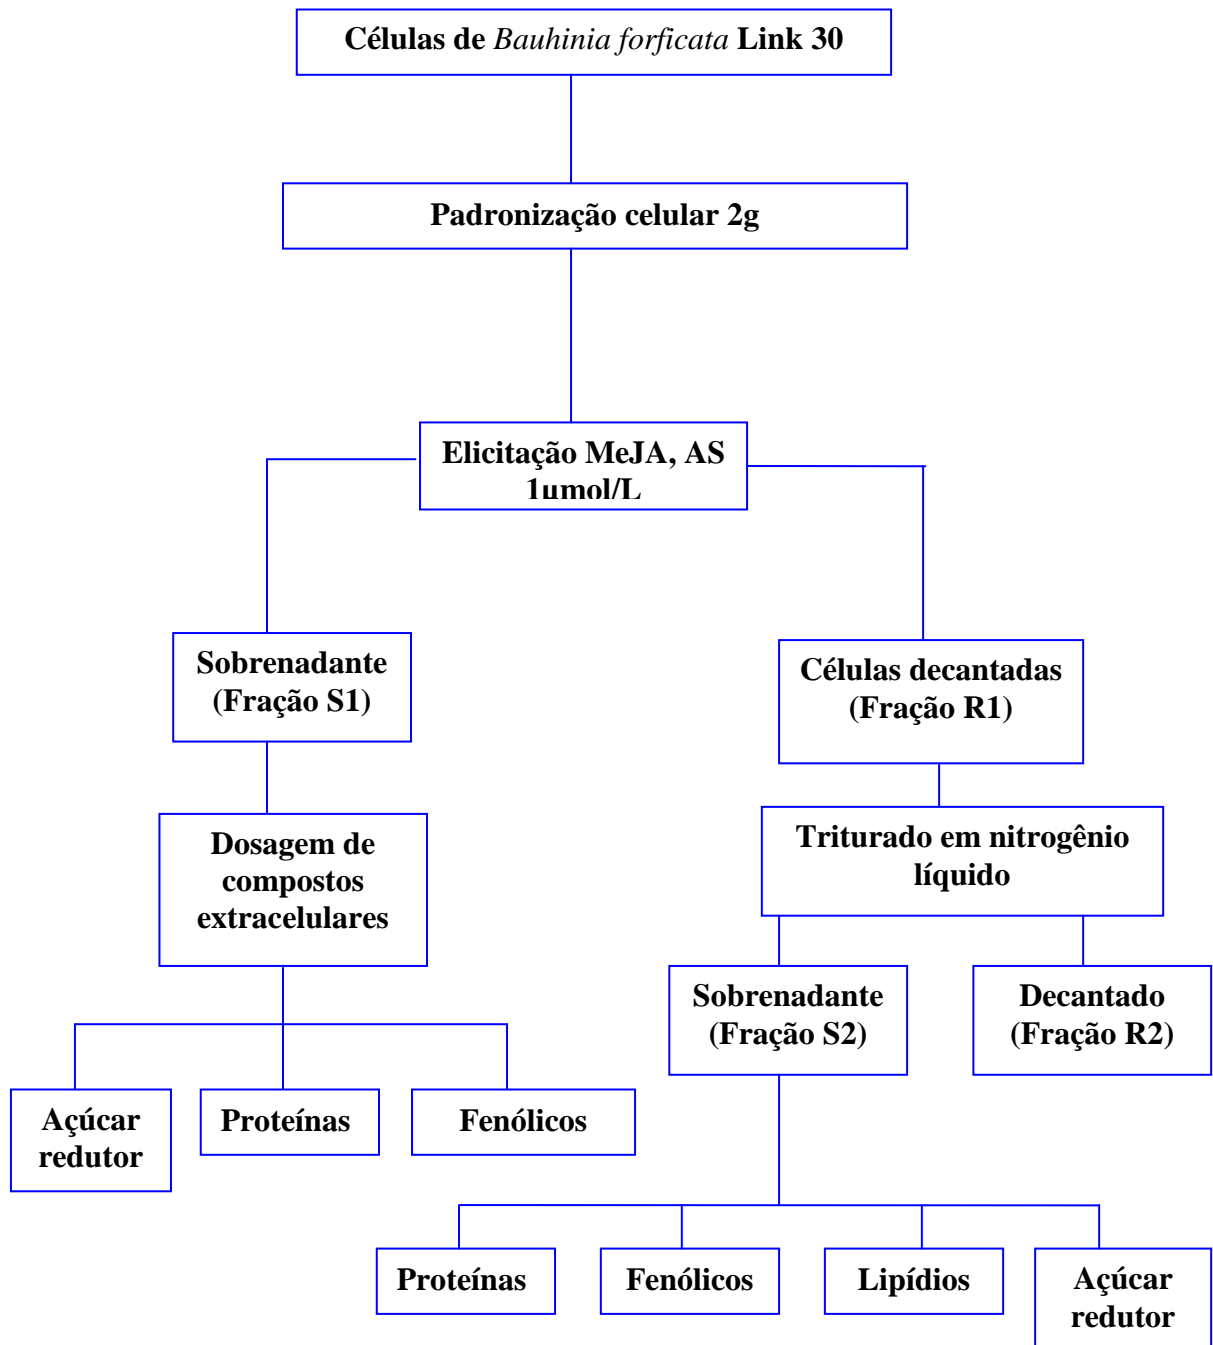 Células de Bauhinia forficata Link 30
Padronização celular 2g
Elicitação MeJA, AS
1µmol/L
Sobrenadante
(Fração S1)
Células decantadas
(Fração R1)
Dosagem de
compostos
extracelulares
Triturado em nitrogênio
líquido
Sobrenadante
(Fração S2)
Decantado
(Fração R2)
Açúcar
redutor
Proteínas
Fenólicos
Proteínas
Fenólicos
Lipídios
Açúcar
redutor